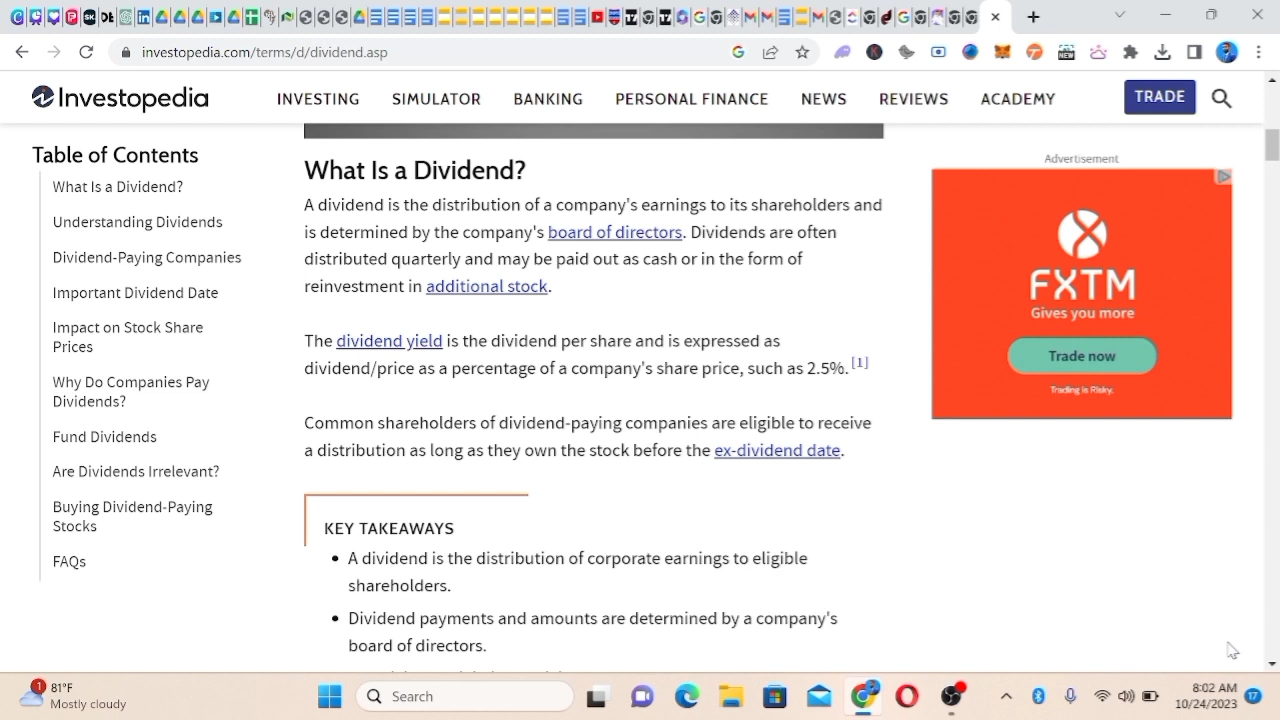 investopedia.com/terms/d/dividend.asp
NEW
Investopedia
INVESTING
SIMULATOR
BANKING
PERSONAL FINANCE
NEWS
REVIEWS
ACADEMY
TRADE
Table of Contents
What Is a Dividend?
Understanding Dividends
Dividend-Paying Companies
Important Dividend Date
Impact on Stock Share
Prices
Why Do Companies Pay
Dividends?
Fund Dividends
Are Dividends Irrelevant?
Buying Dividend-Paying
Stocks
FAQs
What Is a Dividend?
A dividend is the distribution of a company's earnings to its shareholders and
is determined by the company's board of directors. Dividends are often
distributed quarterly and may be paid out as cash or in the form of
reinvestment in additional stock.
The dividend yield is the dividend per share and is expressed as
dividend/price as a percentage of a company's share price, such as 2.5%. [1]
Common shareholders of dividend-paying companies are eligible to receive
a distribution as long as they own the stock before the ex-dividend date.
KEY TAKEAWAYS
• A dividend is the distribution of corporate earnings to eligible
shareholders.
• Dividend payments and amounts are determined by a company's
board of directors.
Advertisement
FXTM
Gives you more
Trade now
Trading is Risky.
1
81°F
Mostly cloudy
Search
8:02 AM
10/24/2023
17